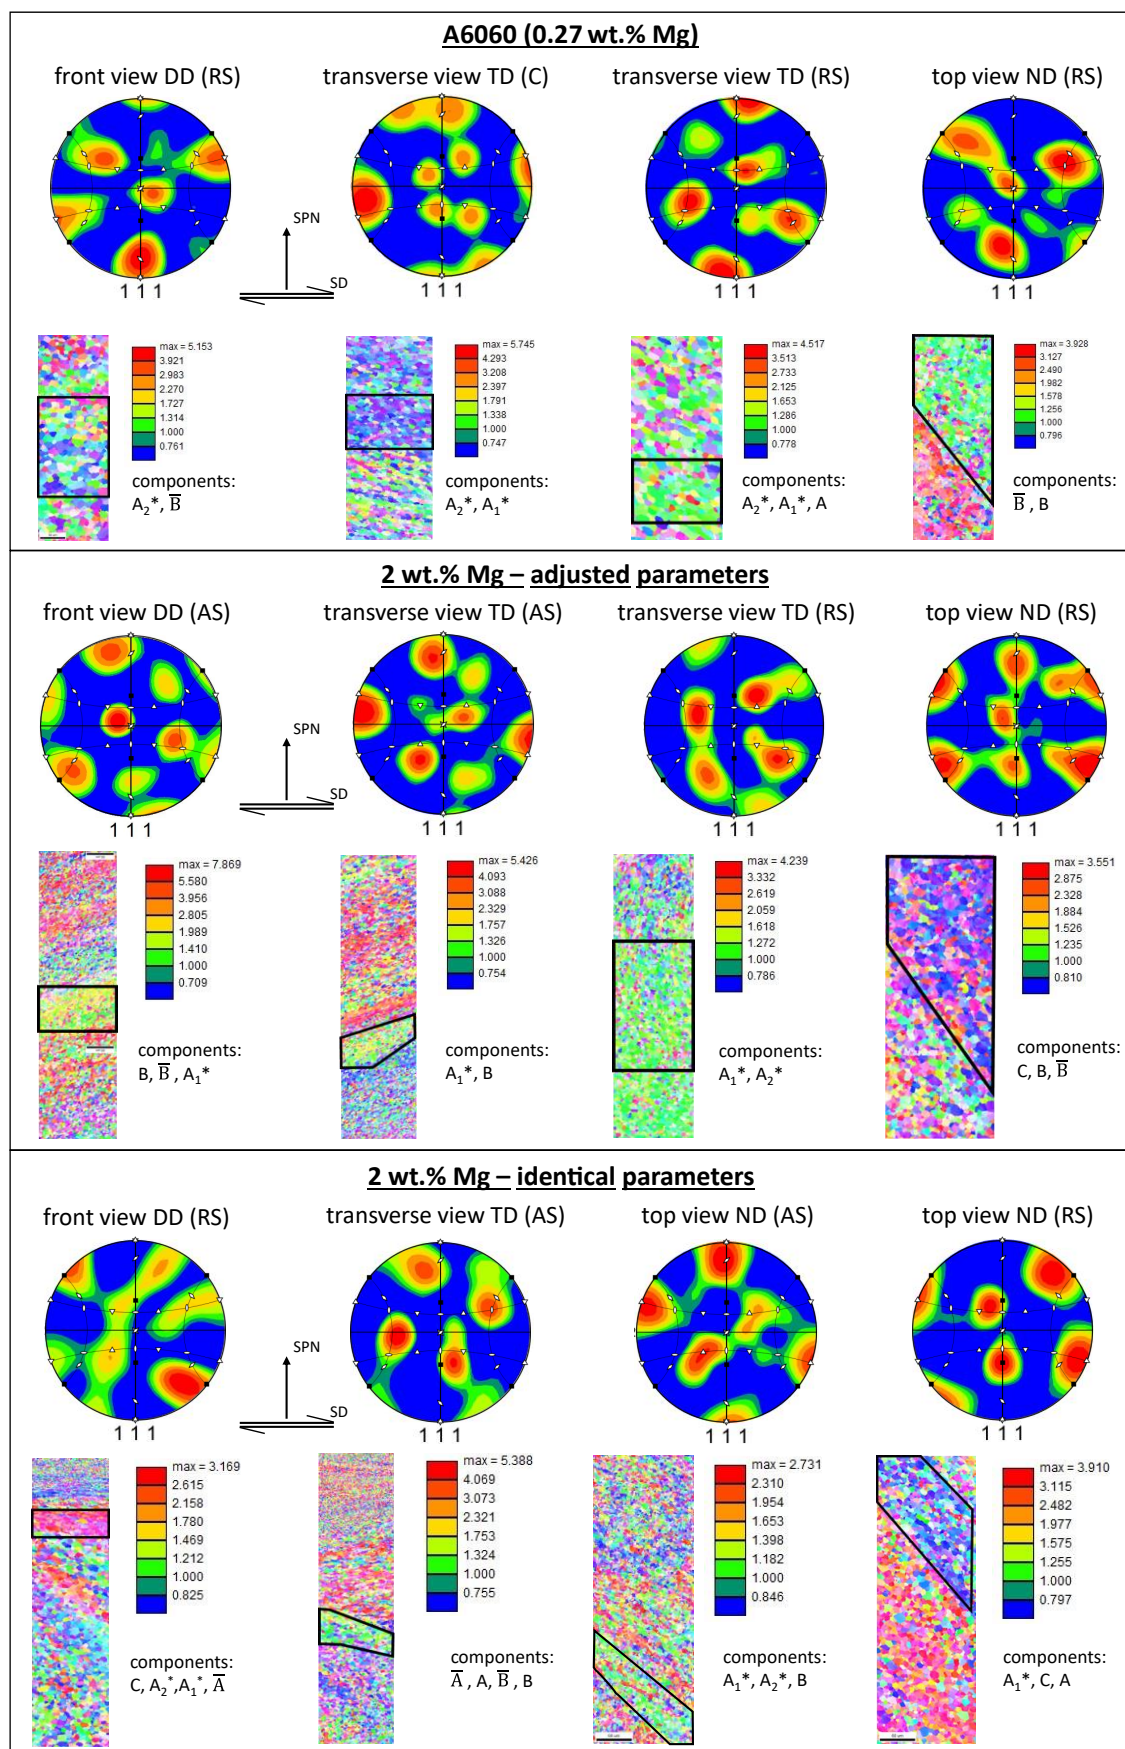 A6060 (0.27 wt.% Mg)
front view DD (RS)
transverse view TD (C)
transverse view TD (RS)
top view ND (RS)
SPN
SD
1 1 1
1 1 1
1 1 1
1 1 1
max = 5.153
3.921
2.983
2.270
1.727
1.314
1.000
0.761
components:
A₂*, B̅
max = 5.745
4.293
3.208
2.397
1.791
1.338
1.000
0.747
components:
A₂*, A₁*
max = 4.517
3.513
2.733
2.125
1.653
1.286
1.000
0.778
components:
A₂*, A₁*, A
max = 3.928
3.127
2.490
1.982
1.578
1.256
1.000
0.796
components:
B̅, B
2 wt.% Mg – adjusted parameters
front view DD (AS)
transverse view TD (AS)
transverse view TD (RS)
top view ND (RS)
SPN
SD
1 1 1
1 1 1
1 1 1
1 1 1
max = 7.869
5.580
3.956
2.805
1.989
1.410
1.000
0.709
components:
B, B̅, A₁*
max = 5.426
4.093
3.088
2.329
1.757
1.326
1.000
0.754
components:
A₁*, B
max = 4.239
3.332
2.619
2.059
1.618
1.272
1.000
0.786
components:
A₁*, A₂*
max = 3.551
2.875
2.328
1.884
1.526
1.235
1.000
0.810
components:
C, B, B̅
2 wt.% Mg – identical parameters
front view DD (RS)
transverse view TD (AS)
top view ND (AS)
top view ND (RS)
SPN
SD
1 1 1
1 1 1
1 1 1
1 1 1
max = 3.169
2.615
2.158
1.780
1.469
1.212
1.000
0.825
components:
C, A₂*,A₁*, A̅
max = 5.388
4.069
3.073
2.321
1.753
1.324
1.000
0.755
components:
A̅, A, B̅, B
max = 2.731
2.310
1.954
1.653
1.398
1.182
1.000
0.846
components:
A₁*, A₂*, B
max = 3.910
3.115
2.482
1.977
1.575
1.255
1.000
0.797
components:
A₁*, C, A